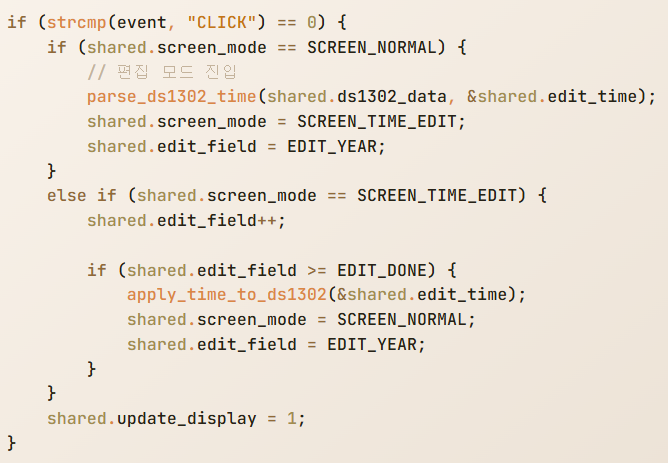 if (strcmp(event, "CLICK") == 0) {
    if (shared.screen_mode == SCREEN_NORMAL) {
        // 편집 모드 진입
        parse_ds1302_time(shared.ds1302_data, &shared.edit_time);
        shared.screen_mode = SCREEN_TIME_EDIT;
        shared.edit_field = EDIT_YEAR;
    }
    else if (shared.screen_mode == SCREEN_TIME_EDIT) {
        shared.edit_field++;

        if (shared.edit_field >= EDIT_DONE) {
            apply_time_to_ds1302(&shared.edit_time);
            shared.screen_mode = SCREEN_NORMAL;
            shared.edit_field = EDIT_YEAR;
        }
    }
    shared.update_display = 1;
}